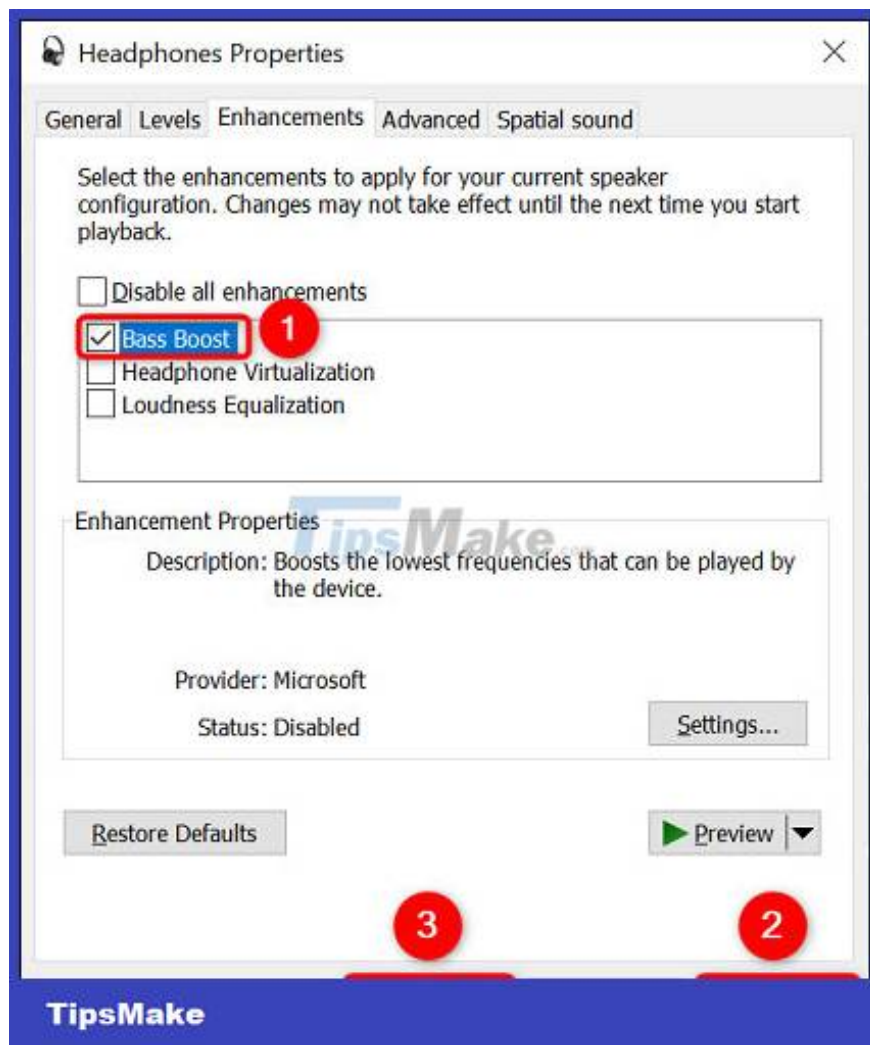 Headphones Properties
General Levels Enhancements Advanced Spatial sound
Select the enhancements to apply for your current speaker
configuration. Changes may not take effect until the next time you start
playback.
Disable all enhancements
1
Bass Boost
Headphone Virtualization
Loudness Equalization
TipsMake.com
Enhancement Properties
Description: Boosts the lowest frequencies that can be played by
the device.
Provider: Microsoft
Status: Disabled
Settings...
Restore Defaults
Preview
3
2
TipsMake